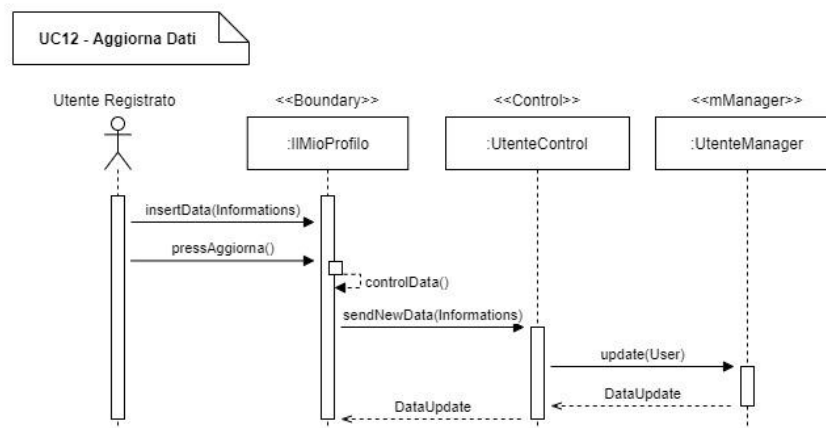 UC12 - Aggiorna Dati
Utente Registrato
<<Boundary>>
<<Control>>
<<mManager>>
:IlMioProfilo
:UtenteControl
:UtenteManager
insertData(Informations)
pressAggiorna()
controlData()
sendNewData(Informations)
update(User)
DataUpdate
DataUpdate